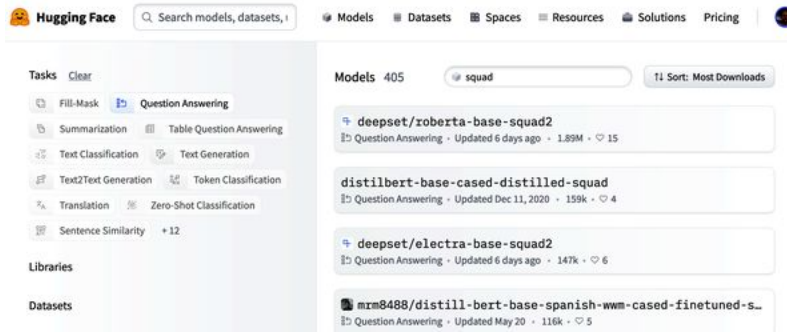 Hugging Face Search models, datasets, Models Datasets Spaces Resources Solutions Pricing
Tasks Clear
Fill-Mask Question Answering
Summarization Table Question Answering
Text Classification Text Generation
Text2Text Generation Token Classification
Translation Zero-Shot Classification
Sentence Similarity +12
Libraries
Datasets
Models 405 squad ↑↓ Sort: Most Downloads
deepset/roberta-base-squad2
Question Answering • Updated 6 days ago • 1.89M • ♡ 15
distilbert-base-cased-distilled-squad
Question Answering • Updated Dec 11, 2020 • 159k • ♡ 4
deepset/electra-base-squad2
Question Answering • Updated 6 days ago • 147k • ♡ 6
mrm8488/distill-bert-base-spanish-wwm-cased-finetuned-s…
Question Answering • Updated May 20 • 116k • ♡ 5